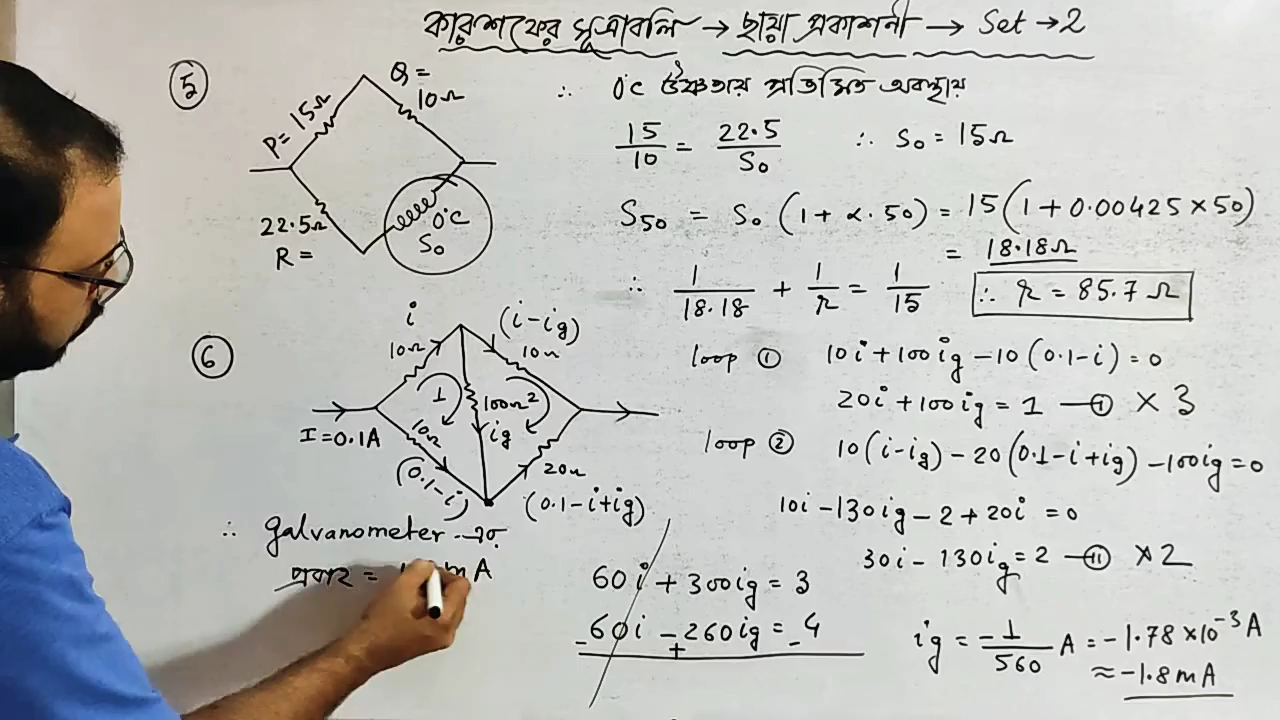 কারশফের সূত্রাবলি → ছায়া প্রকাশনী → Set → 2
5
P = 15Ω
Q = 10Ω
22.5Ω
R =
0°C
S₀
∴ 0°C উষ্ণতায় প্রতিমিত অবস্থায়
15/10 = 22.5/S₀ ∴ S₀ = 15Ω
S₅₀ = S₀ (1 + α. 50) = 15(1 + 0.00425 × 50)
= 18.18Ω
∴ 1/18.18 + 1/r = 1/15 ∴ r = 85.7 Ω
6
i
(i-ig)
10Ω
10Ω
1
100Ω 2
ig
I = 0.1A
10Ω
(0.1-i)
20Ω
(0.1-i+ig)
loop ① 10i + 100ig - 10(0.1-i) = 0
20i + 100ig = 1 —① × 3
loop ② 10(i-ig) - 20(0.1-i+ig) - 100ig = 0
10i - 130ig - 2 + 20i = 0
30i - 130ig = 2 —⑪ × 2
∴ galvanometer-এ
প্রবাহ = mA
60i + 300ig = 3
60i - 260ig = 4
- + -
ig = -1/560 A = -1.78 × 10⁻³ A
≈ -1.8 mA